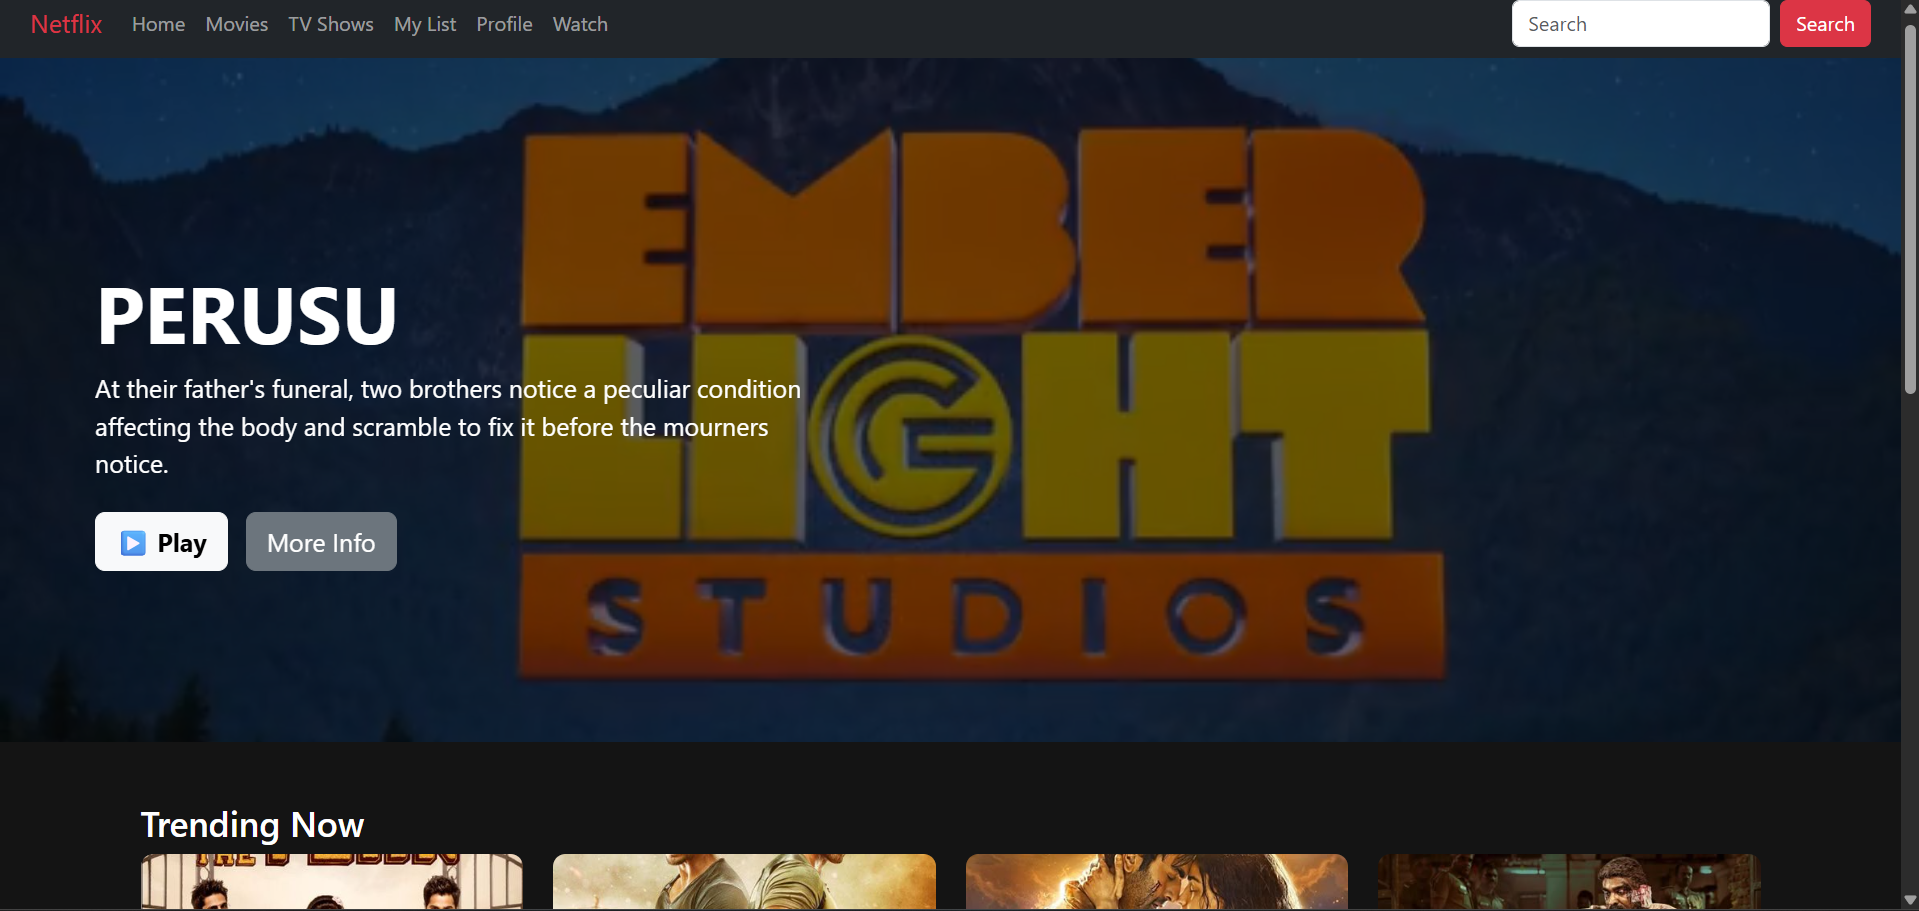 Netflix Home Movies TV Shows My List Profile Watch Search Search
EMBER
LIGHT
STUDIOS
PERUSU
At their father's funeral, two brothers notice a peculiar condition
affecting the body and scramble to fix it before the mourners
notice.
Play More Info
Trending Now